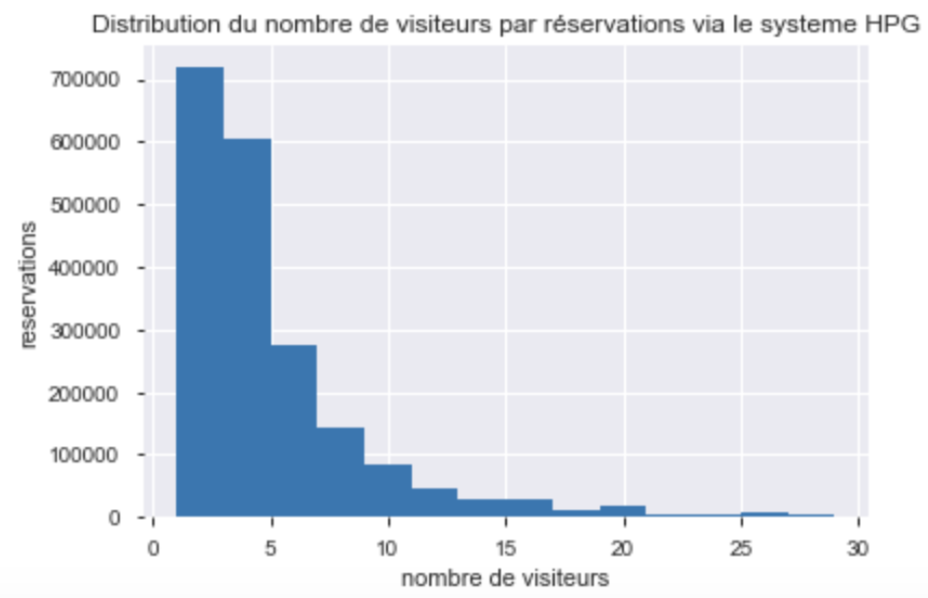 Distribution du nombre de visiteurs par réservations via le systeme HPG
700000
600000
500000
400000
300000
200000
100000
0
reservations
0 5 10 15 20 25 30
nombre de visiteurs